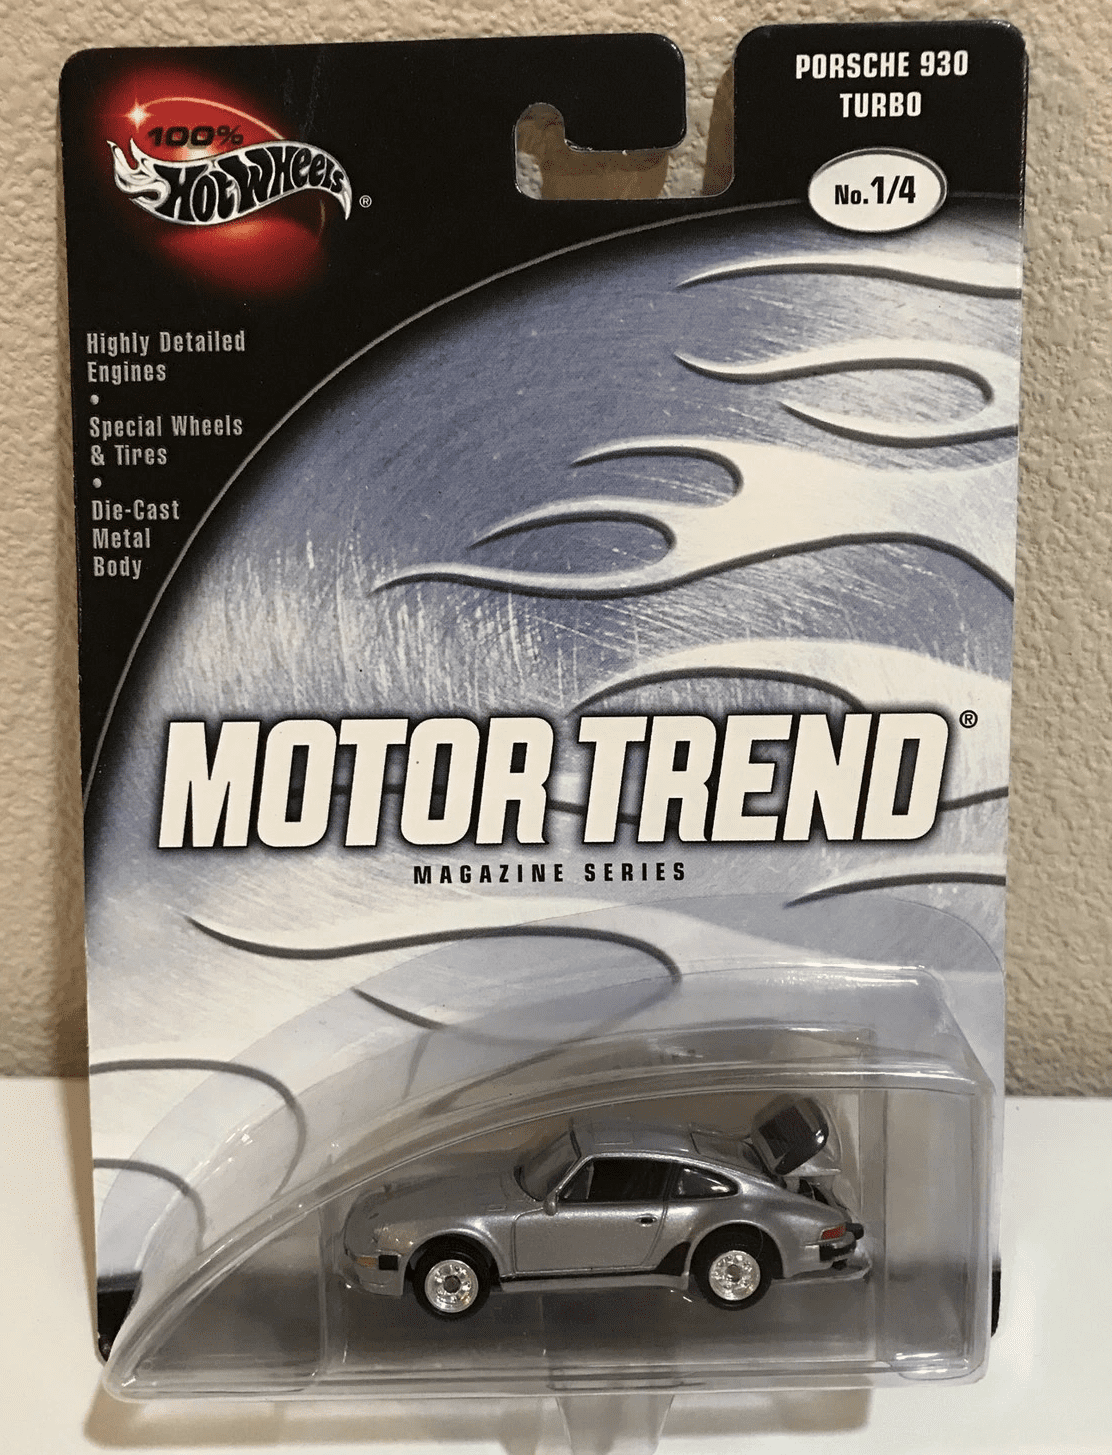 PORSCHE 930
TURBO
No.1/4
100%
HOT WHEELS®
Highly Detailed
Engines
•
Special Wheels
& Tires
•
Die-Cast
Metal
Body
MOTOR TREND®
MAGAZINE SERIES